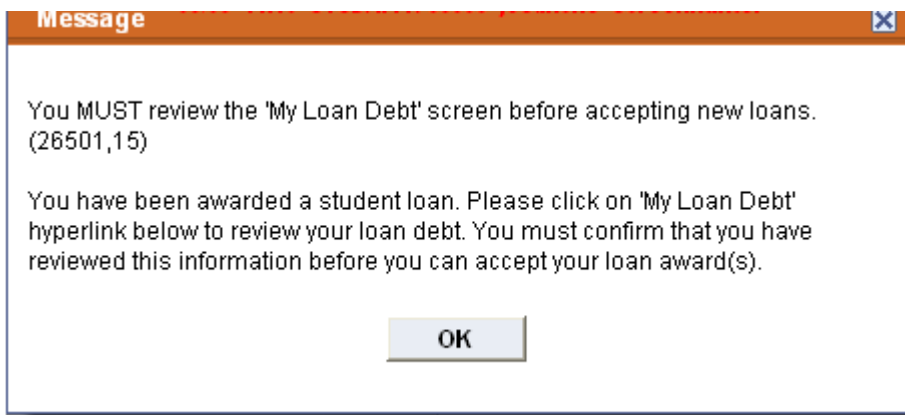 Message
You MUST review the 'My Loan Debt' screen before accepting new loans.
(26501,15)
You have been awarded a student loan. Please click on 'My Loan Debt'
hyperlink below to review your loan debt. You must confirm that you have
reviewed this information before you can accept your loan award(s).
OK